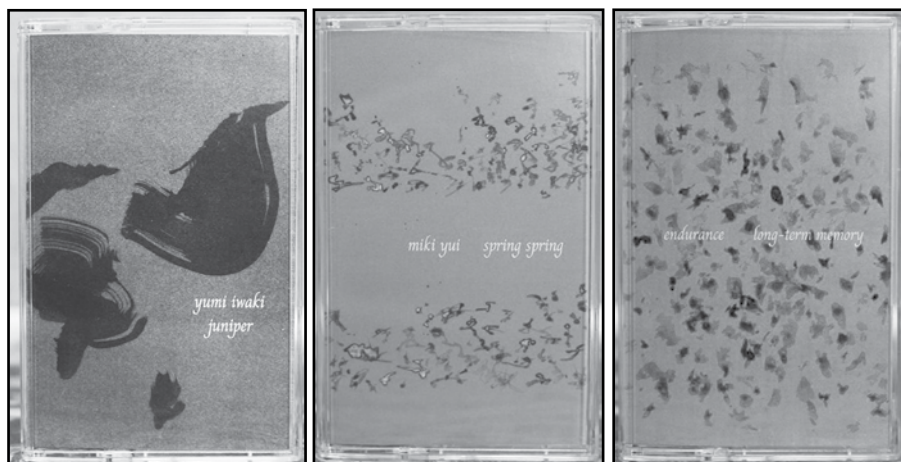 yumi iwaki
juniper
miki yui spring spring
endurance long-term memory